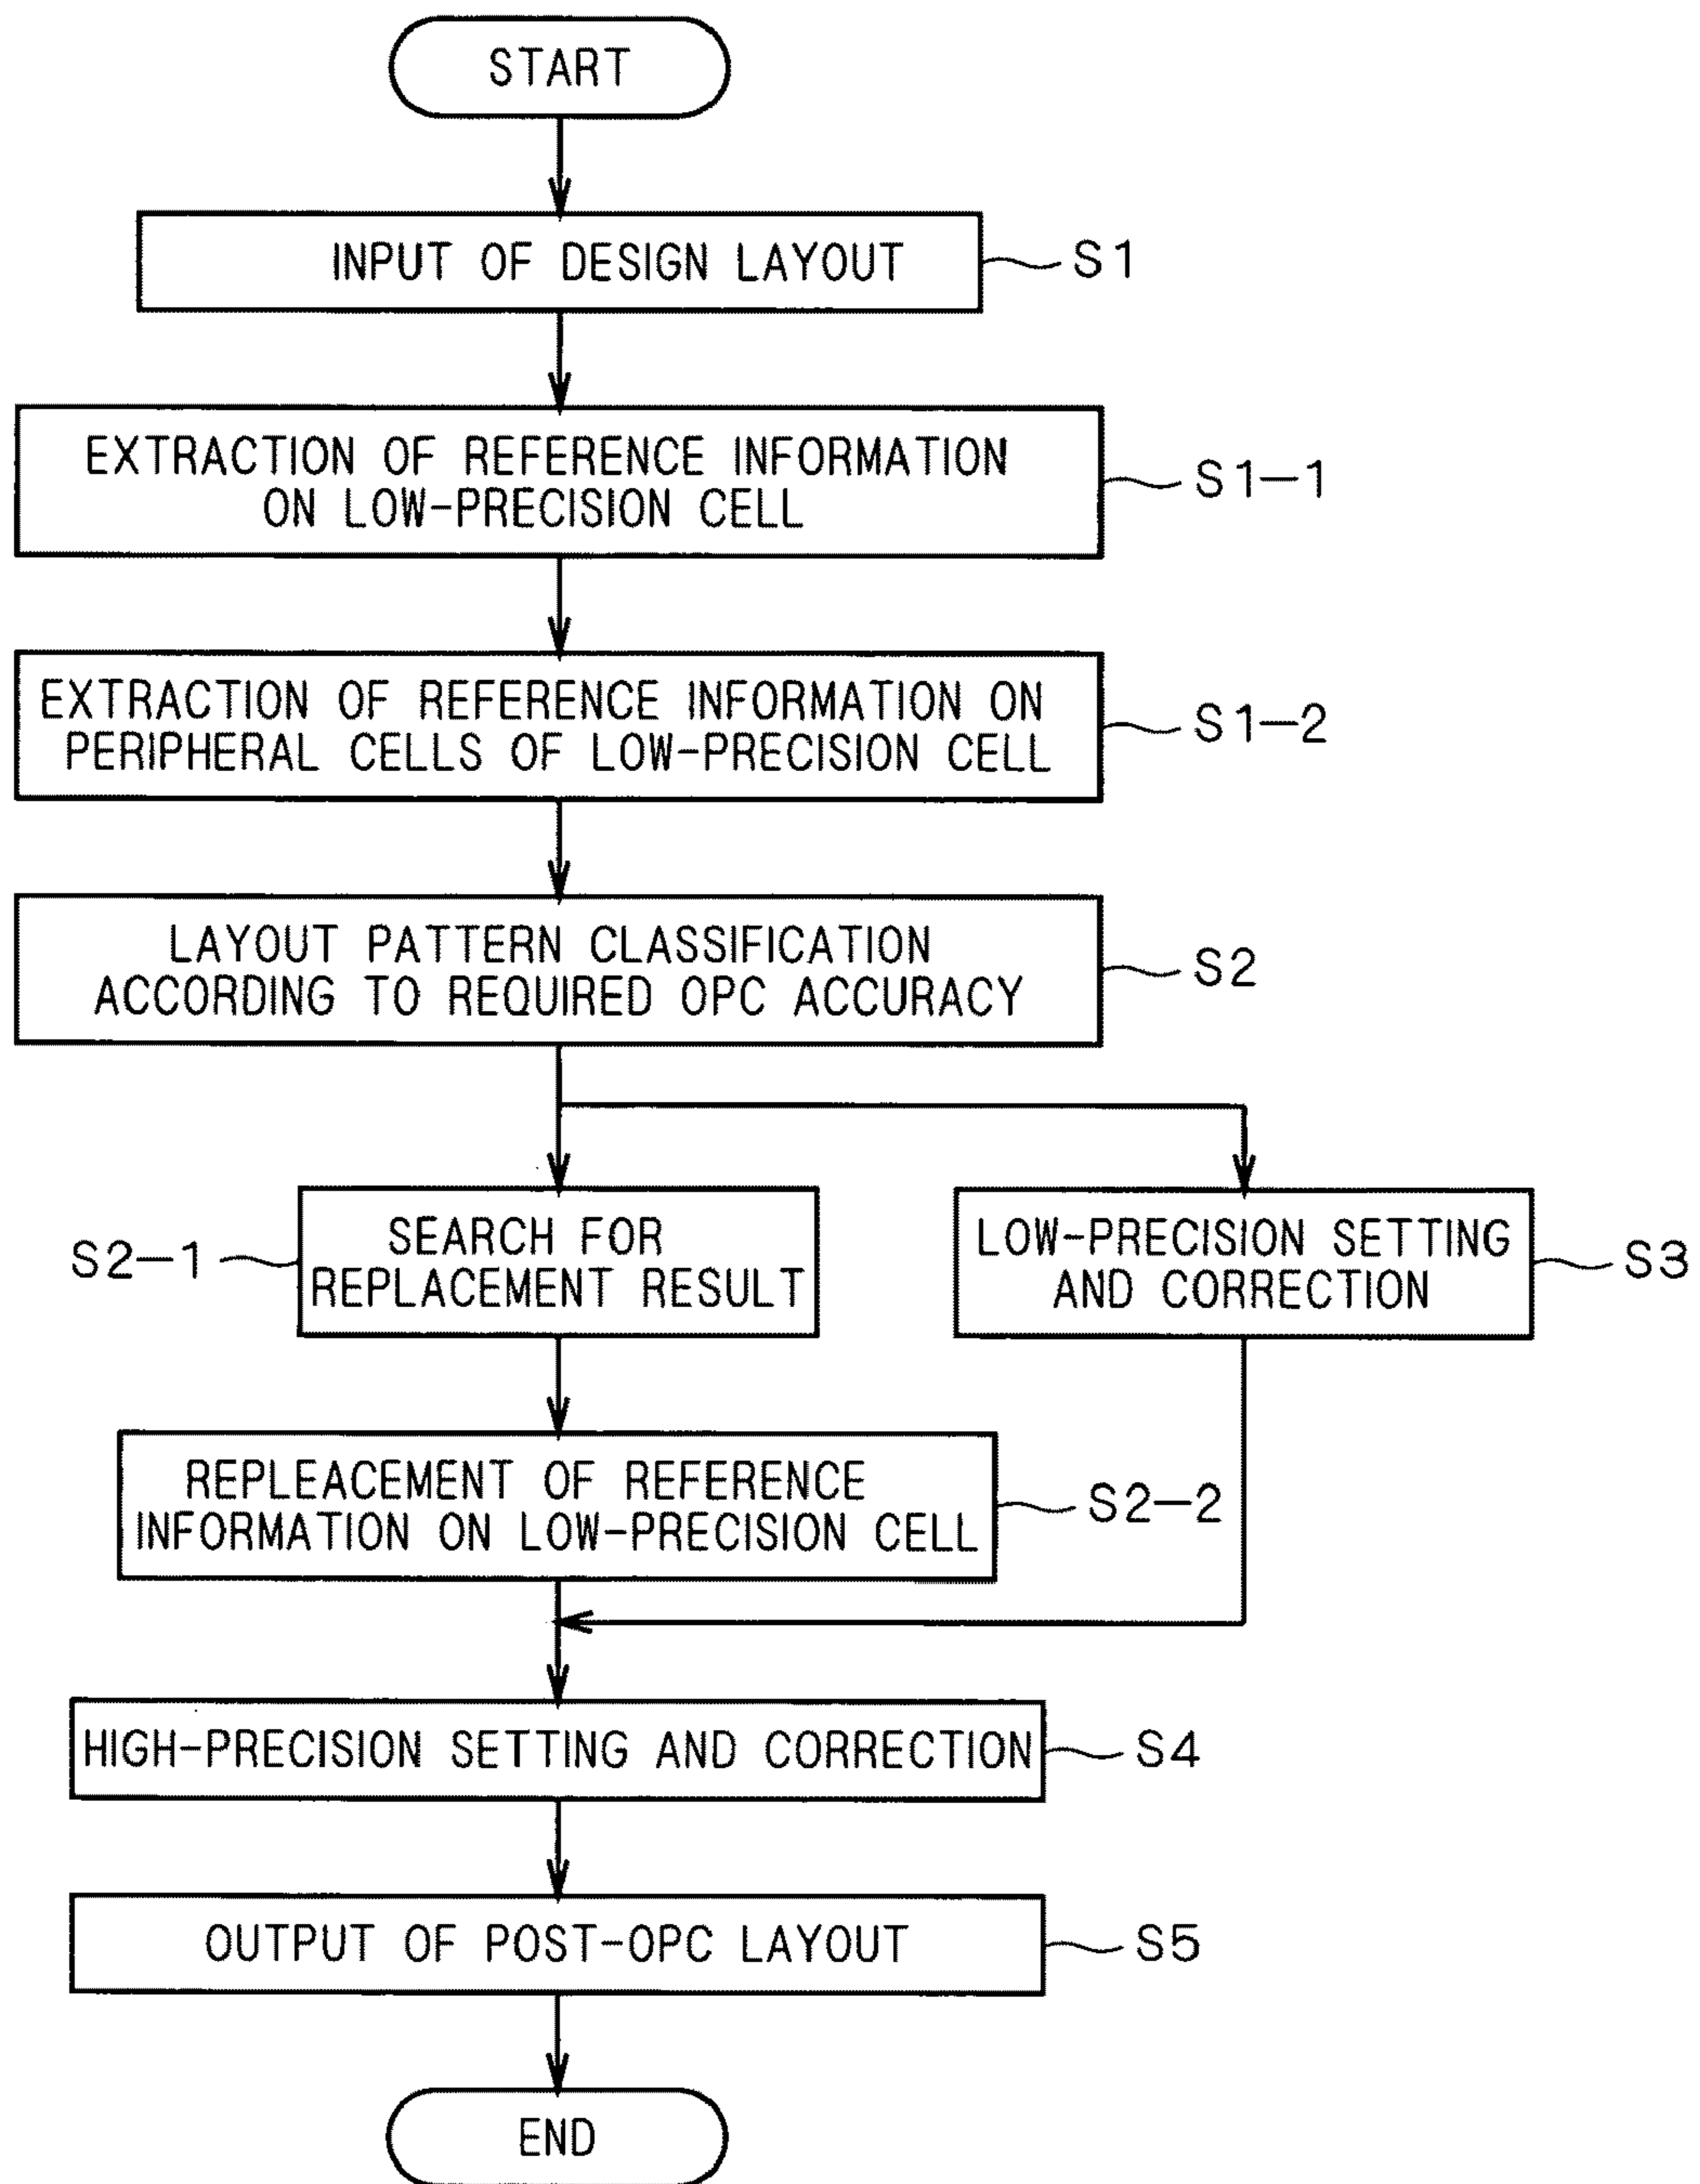 START
INPUT OF DESIGN LAYOUT
S1
EXTRACTION OF REFERENCE INFORMATION
ON LOW-PRECISION CELL
S1-1
EXTRACTION OF REFERENCE INFORMATION ON
PERIPHERAL CELLS OF LOW-PRECISION CELL
S1-2
LAYOUT PATTERN CLASSIFICATION
ACCORDING TO REQUIRED OPC ACCURACY
S2
S2-1
SEARCH FOR
REPLACEMENT RESULT
LOW-PRECISION SETTING
AND CORRECTION
S3
REPLEACEMENT OF REFERENCE
INFORMATION ON LOW-PRECISION CELL
S2-2
HIGH-PRECISION SETTING AND CORRECTION
S4
OUTPUT OF POST-OPC LAYOUT
S5
END